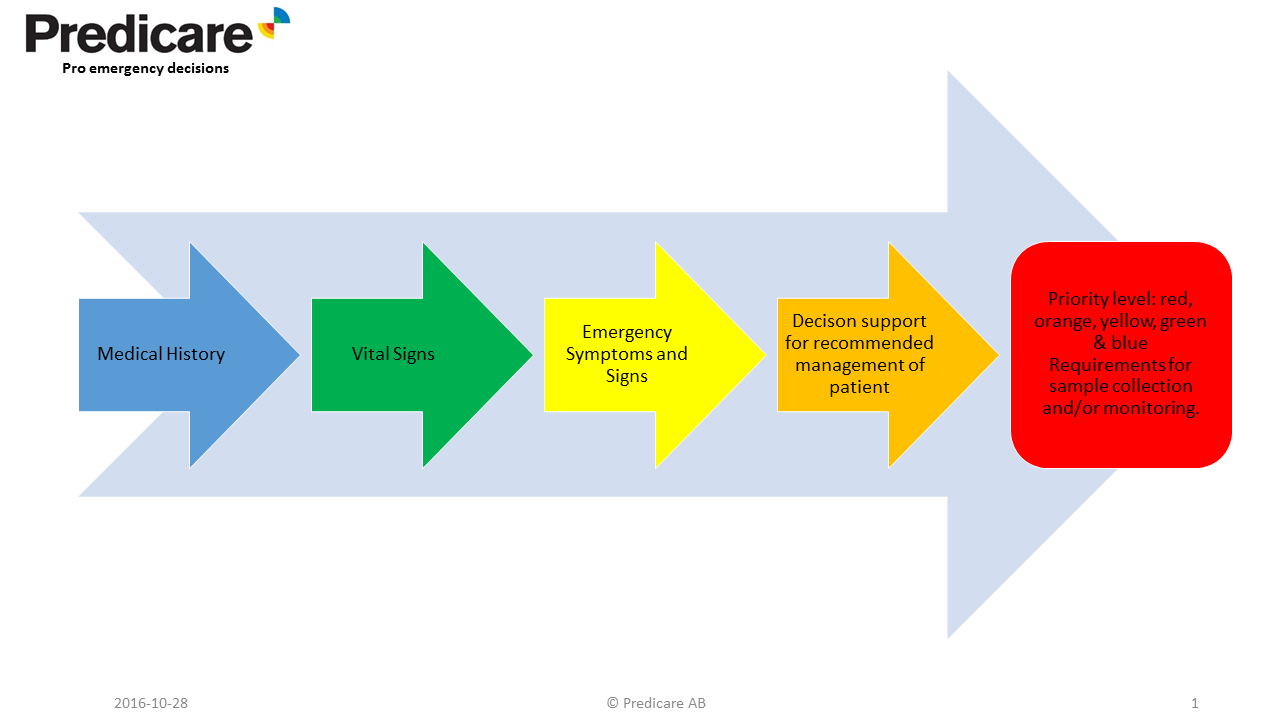 Predicare
Pro emergency decisions
Medical History
Vital Signs
Emergency
Symptoms and
Signs
Decison support
for recommended
management of
patient
Priority level: red,
orange, yellow, green
& blue
Requirements for
sample collection
and/or monitoring.
2016-10-28
© Predicare AB
1